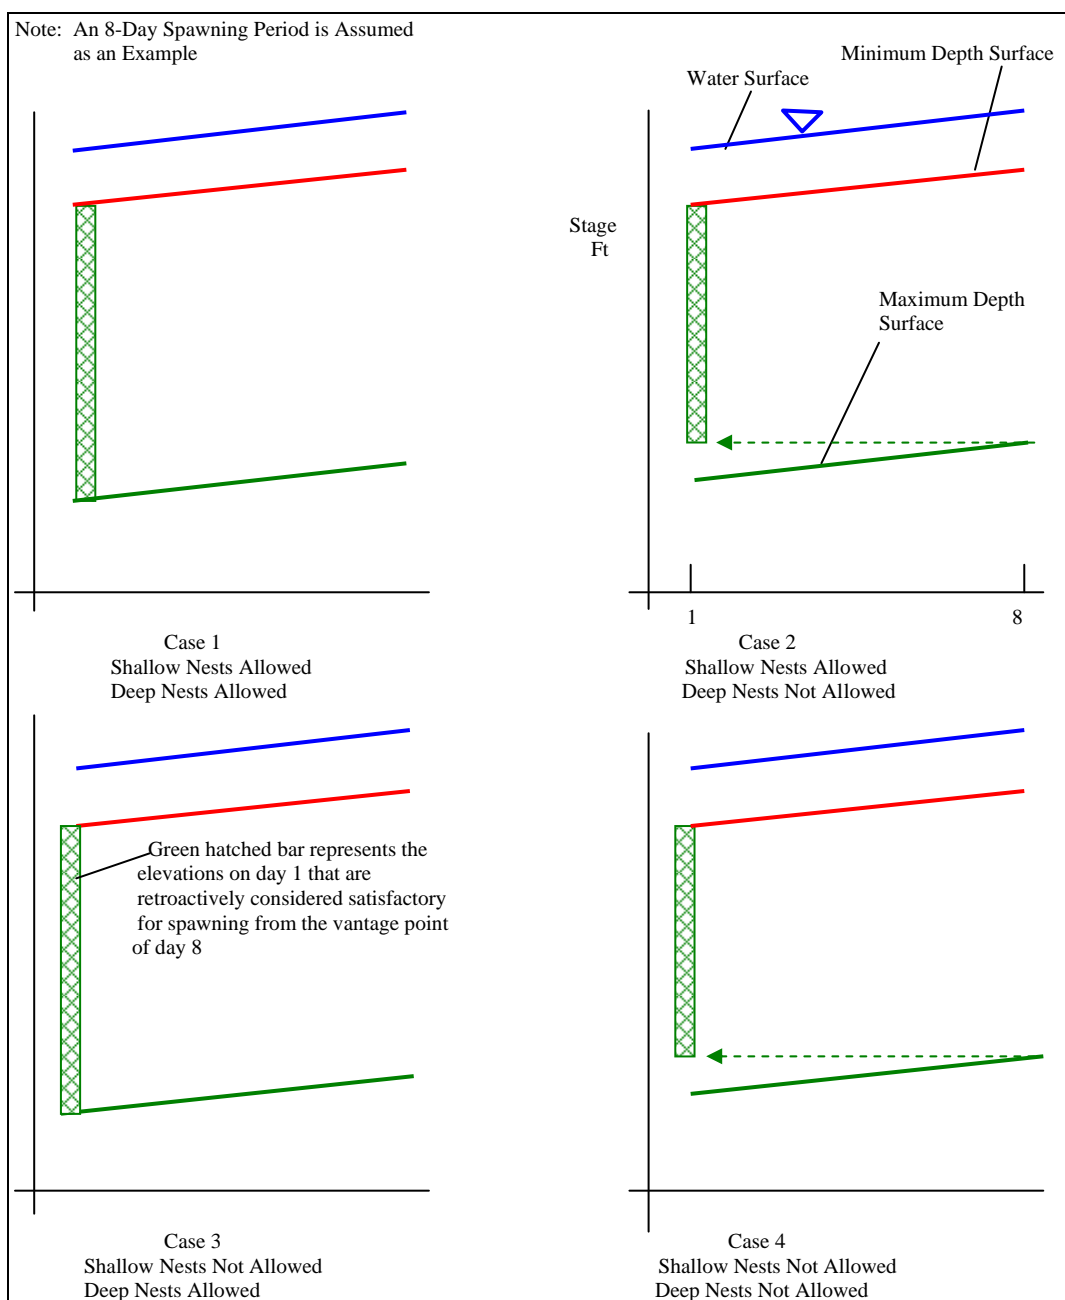 Note: An 8-Day Spawning Period is Assumed
as an Example
Minimum Depth Surface
Water Surface
Stage
Ft
Maximum Depth
Surface
1
8
Case 1
Shallow Nests Allowed
Deep Nests Allowed
Case 2
Shallow Nests Allowed
Deep Nests Not Allowed
Green hatched bar represents the
elevations on day 1 that are
retroactively considered satisfactory
for spawning from the vantage point
of day 8
Case 3
Shallow Nests Not Allowed
Deep Nests Allowed
Case 4
Shallow Nests Not Allowed
Deep Nests Not Allowed